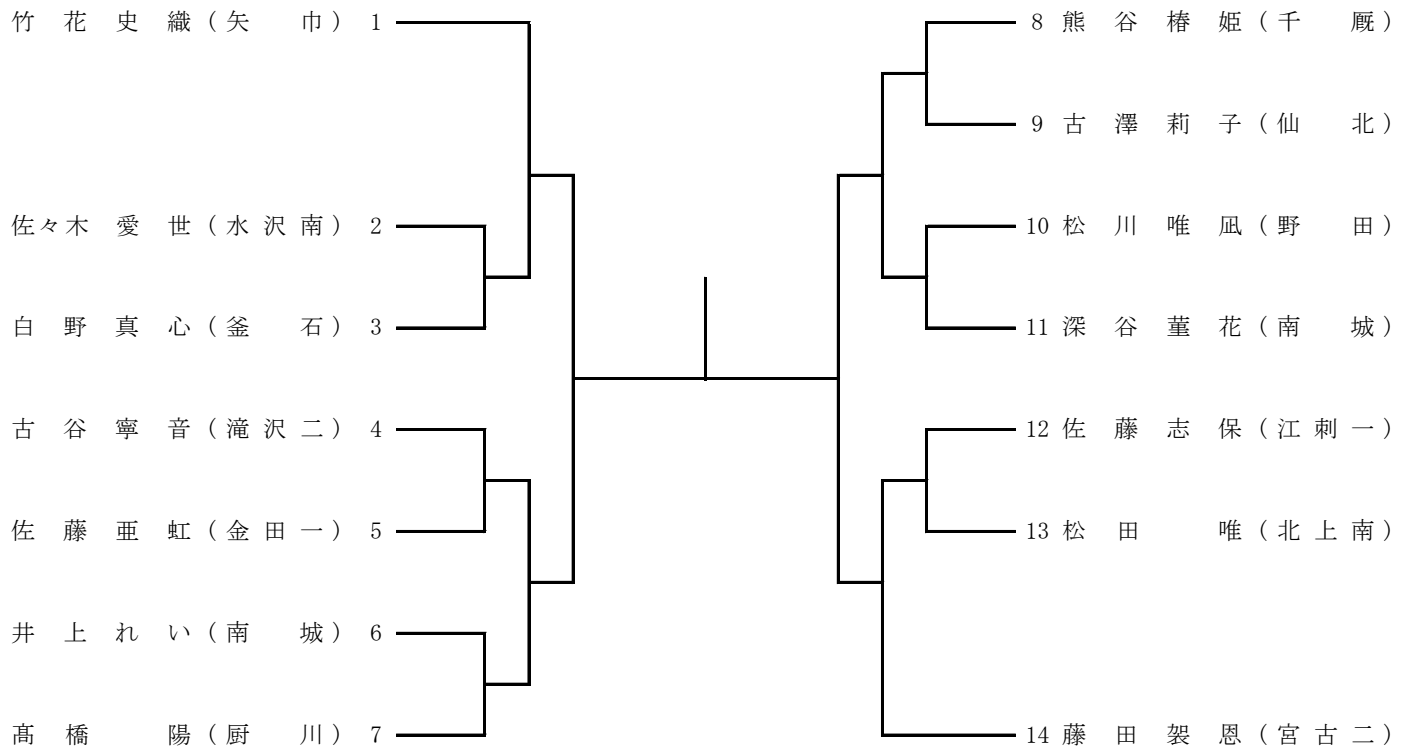 竹花史織(矢巾) 1
佐々木愛世(水沢南) 2
白野真心(釜石) 3
古谷寧音(滝沢二) 4
佐藤亜虹(金田一) 5
井上れい(南城) 6
髙橋陽(厨川) 7
8 熊谷椿姫(千厩)
9 古澤莉子(仙北)
10 松川唯凪(野田)
11 深谷菫花(南城)
12 佐藤志保(江刺一)
13 松田唯(北上南)
14 藤田袈恩(宮古二)